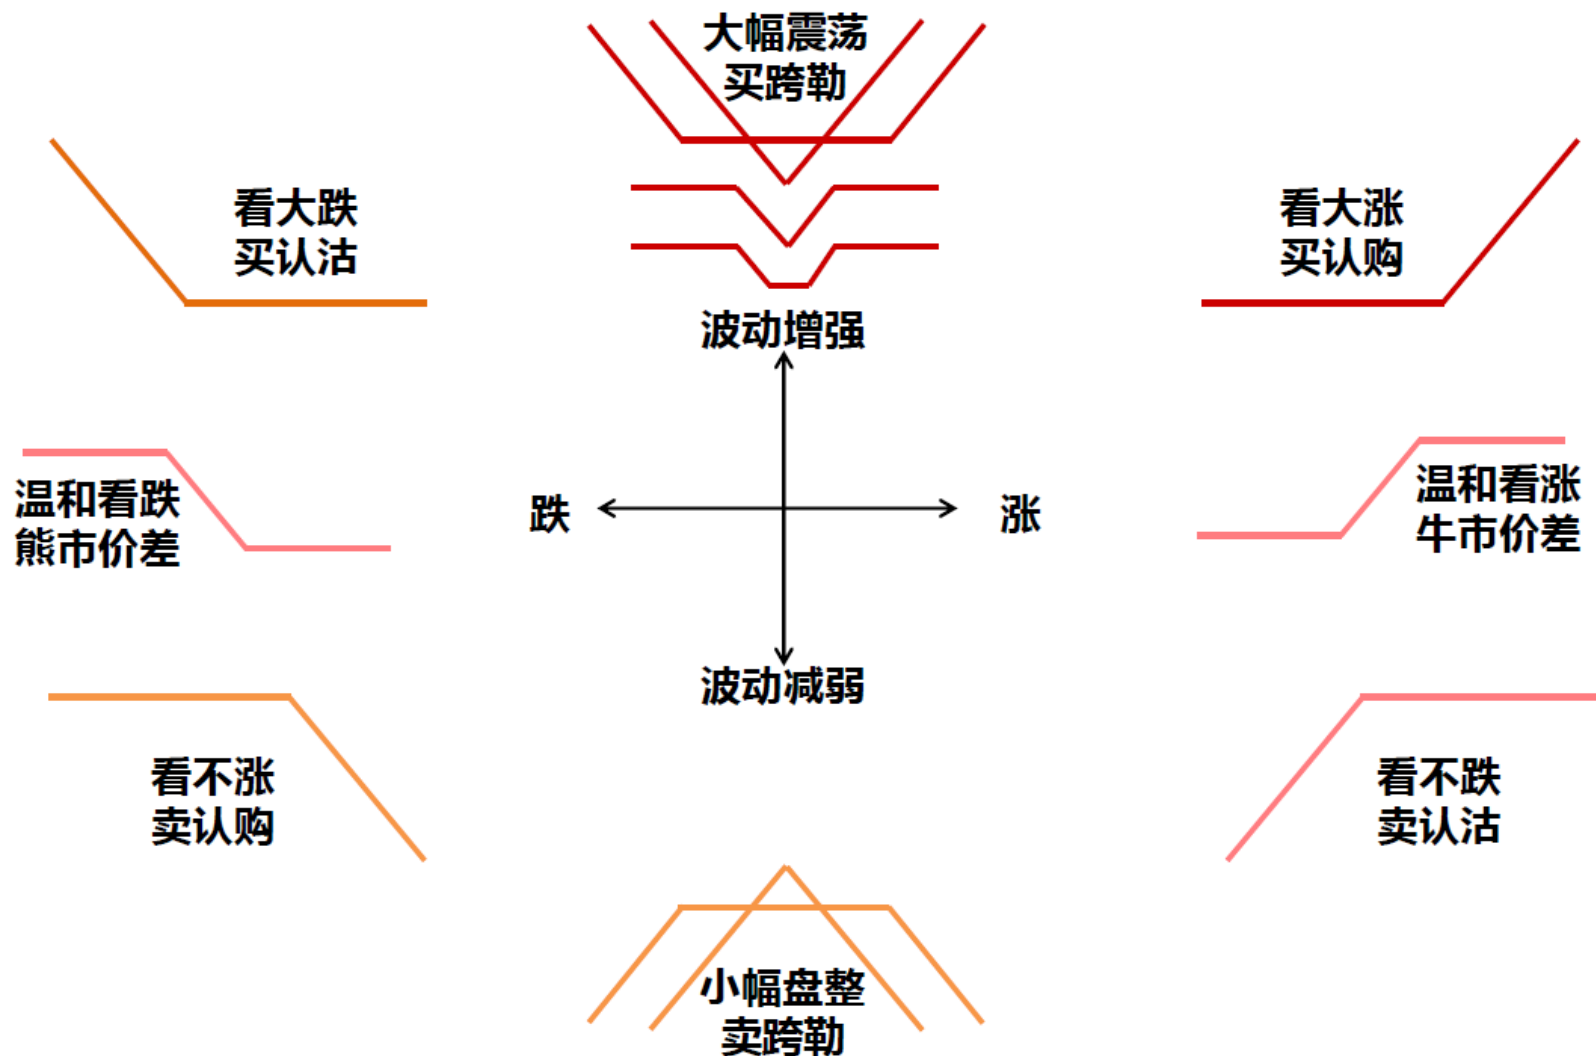 大幅震荡
买跨勒
看大跌
买认沽
看大涨
买认购
波动增强
温和看跌
熊市价差
跌
涨
温和看涨
牛市价差
波动减弱
看不涨
卖认购
看不跌
卖认沽
小幅盘整
卖跨勒